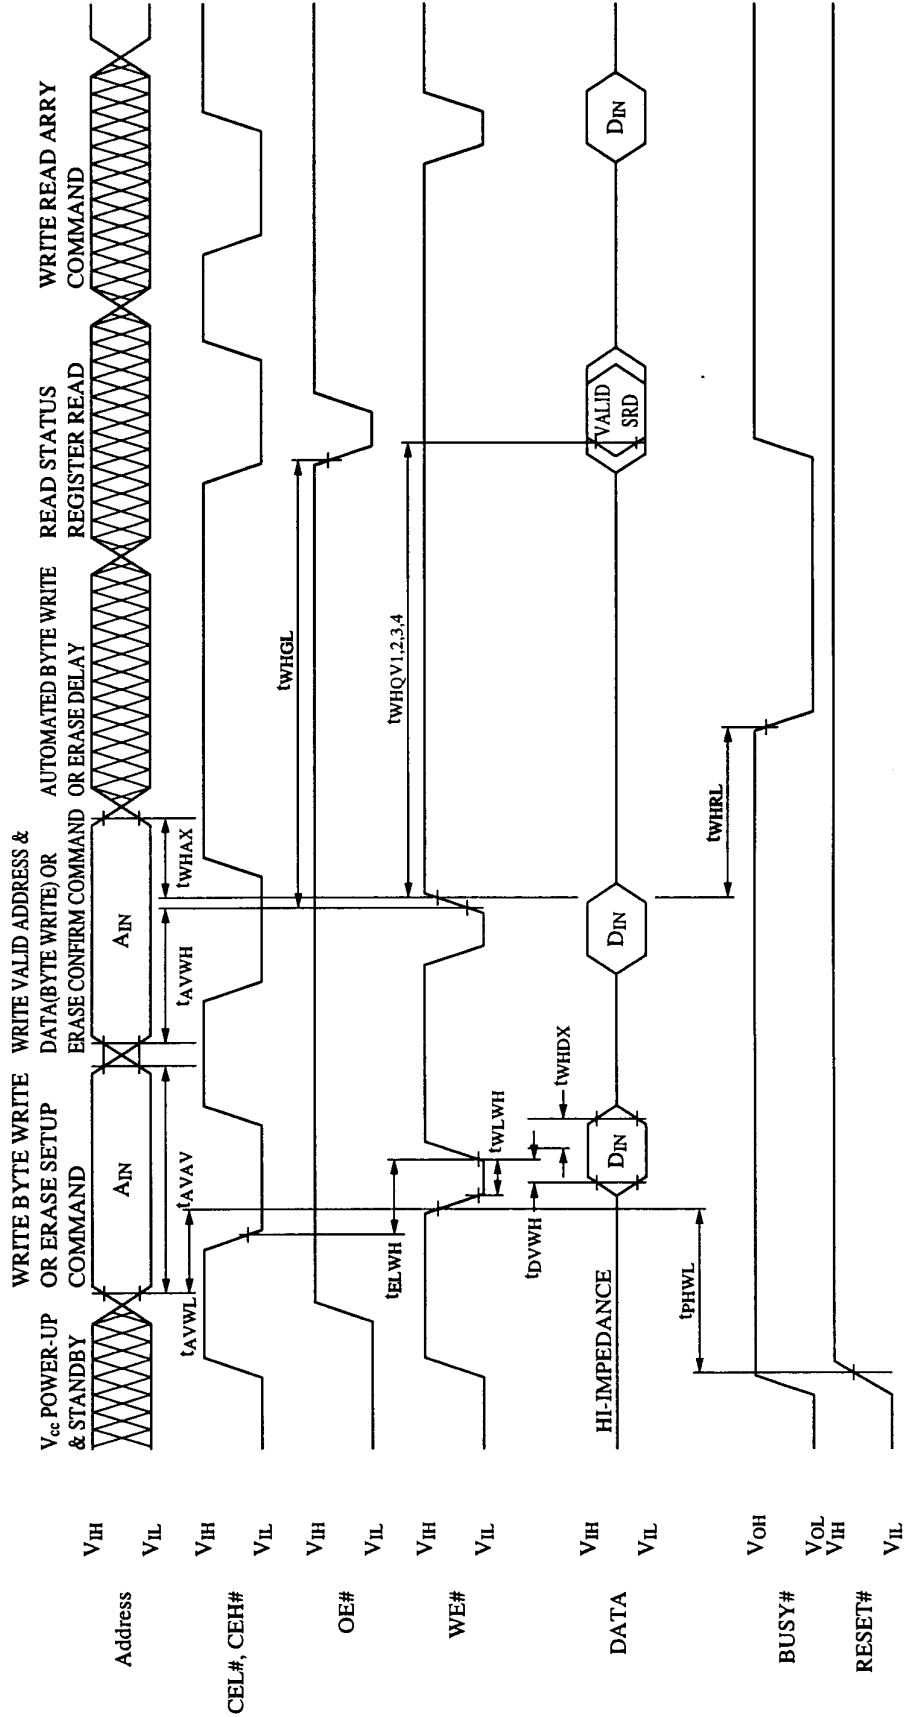 Vcc POWER-UP
& STANDBY
WRITE BYTE WRITE
OR ERASE SETUP
COMMAND
WRITE VALID ADDRESS &
DATA(BYTE WRITE) OR
ERASE CONFIRM COMMAND
AUTOMATED BYTE WRITE
OR ERASE DELAY
READ STATUS
REGISTER READ
WRITE READ ARRY
COMMAND
Address
VIH
VIL
AIN
AIN
tAVWL
tAVAV
tAVWH
tWHAX
CEL#, CEH#
VIH
VIL
OE#
VIH
VIL
tWHGL
tELWH
tWHQV1,2,3,4
WE#
VIH
VIL
tWLWH
tDVWH
tWHDX
DATA
VIH
VIL
HI-IMPEDANCE
DIN
DIN
VALID
SRD
DIN
tPHWL
tWHRL
BUSY#
VOH
VOL
RESET#
VIH
VIL